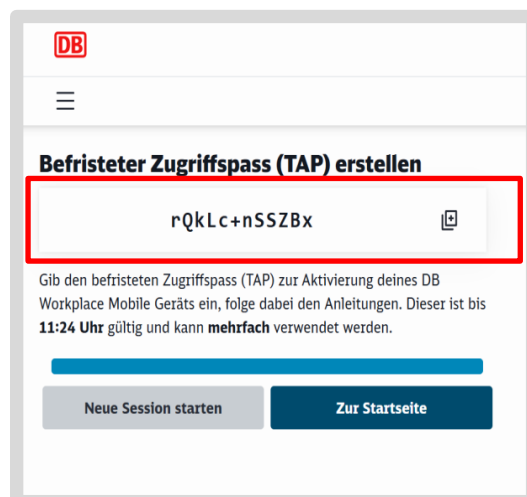 DB
Befristeter Zugriffspass (TAP) erstellen
rQkLc+nSSZBx
Gib den befristeten Zugriffspass (TAP) zur Aktivierung deines DB
Workplace Mobile Geräts ein, folge dabei den Anleitungen. Dieser ist bis
11:24 Uhr gültig und kann mehrfach verwendet werden.
Neue Session starten
Zur Startseite